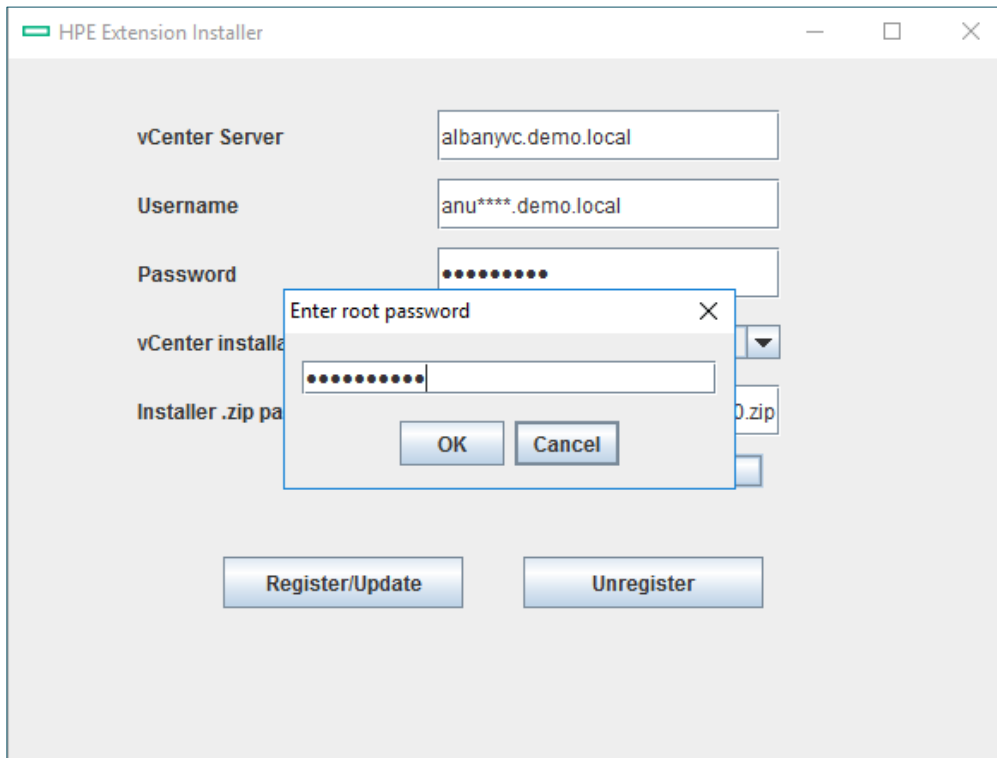 HPE Extension Installer
vCenter Server
albanyvc.demo.local
Username
anu****.demo.local
Password
•••••••••
Enter root password
vCenter installa
••••••••••
Installer .zip pa
0.zip
OK
Cancel
Register/Update
Unregister